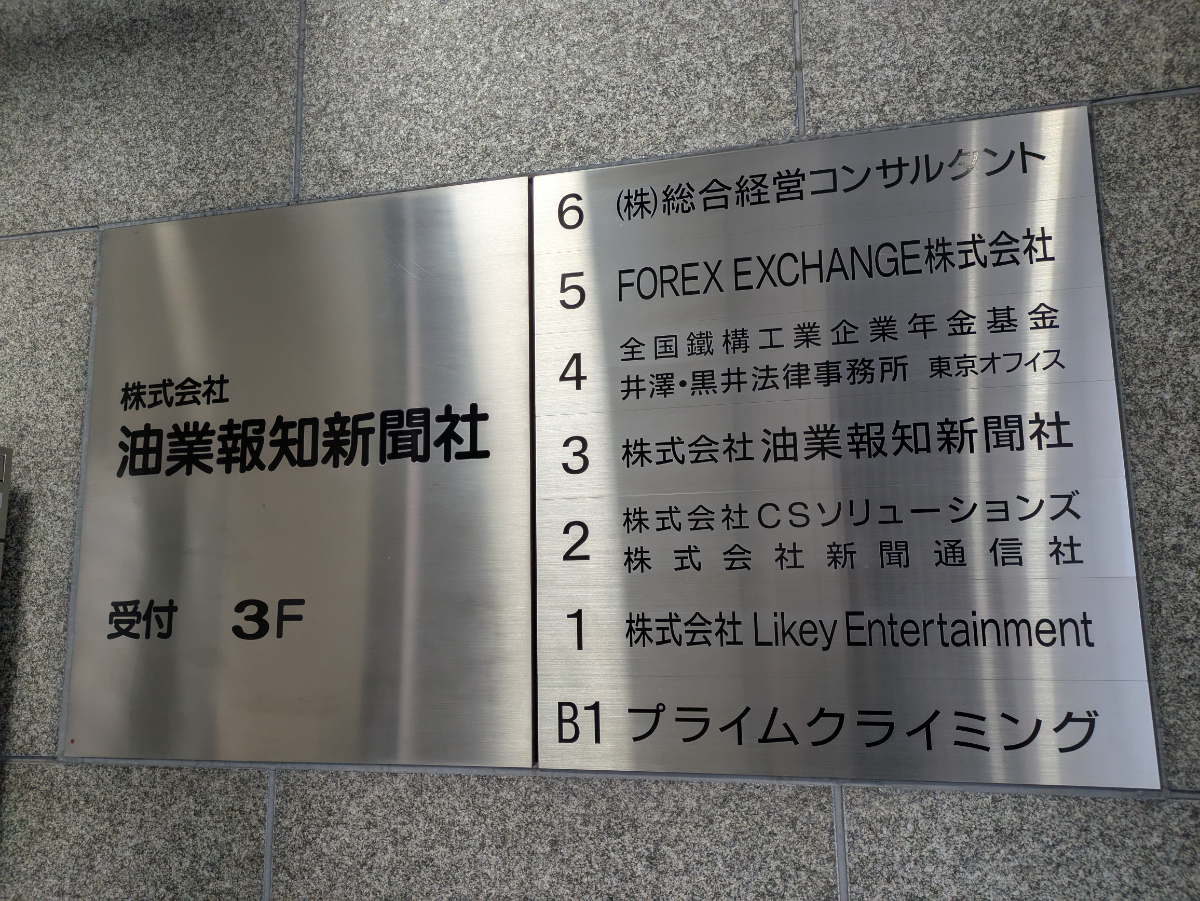 株式会社
油業報知新聞社
受付 3F
6 (株)総合経営コンサルタント
5 FOREX EXCHANGE株式会社
4 全国鐵構工業企業年金基金
井澤・黒井法律事務所 東京オフィス
3 株式会社 油業報知新聞社
2 株式会社CSソリューションズ
株式会社新聞通信社
1 株式会社 Likey Entertainment
B1 プライムクライミング